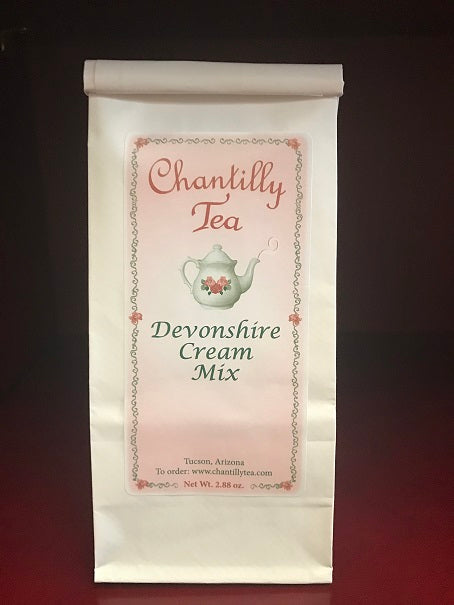 Chantilly
Tea
Devonshire
Cream
Mix
Tucson, Arizona
To order: www.chantillytea.com
Net Wt. 2.88 oz.